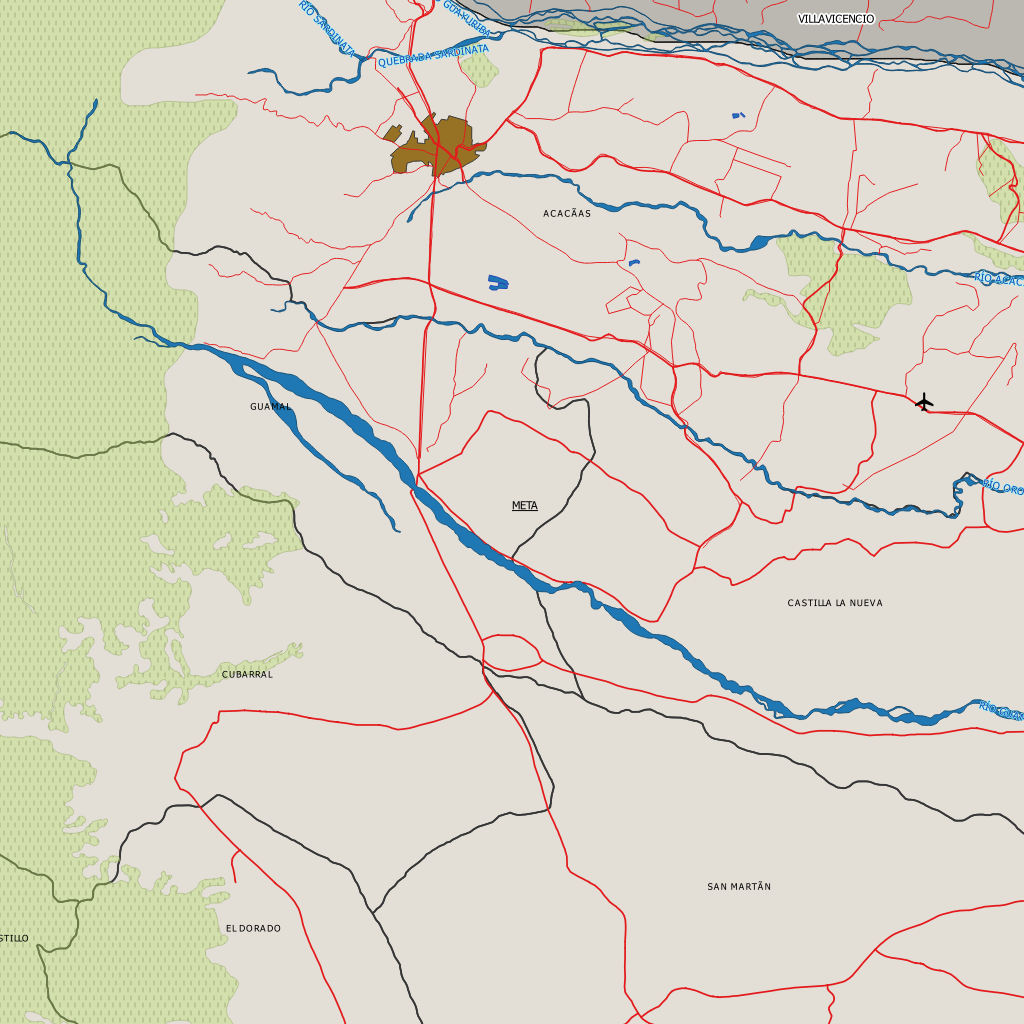 VILLAVICENCIO
RÍO SARDINATA
GUAYURIBA
QUEBRADA SARDINATA
ACACÃAS
RÍO ACAC
GUAMAL
META
RÍO ORO
CASTILLA LA NUEVA
CUBARRAL
SAN MARTÃN
EL DORADO
STILLO